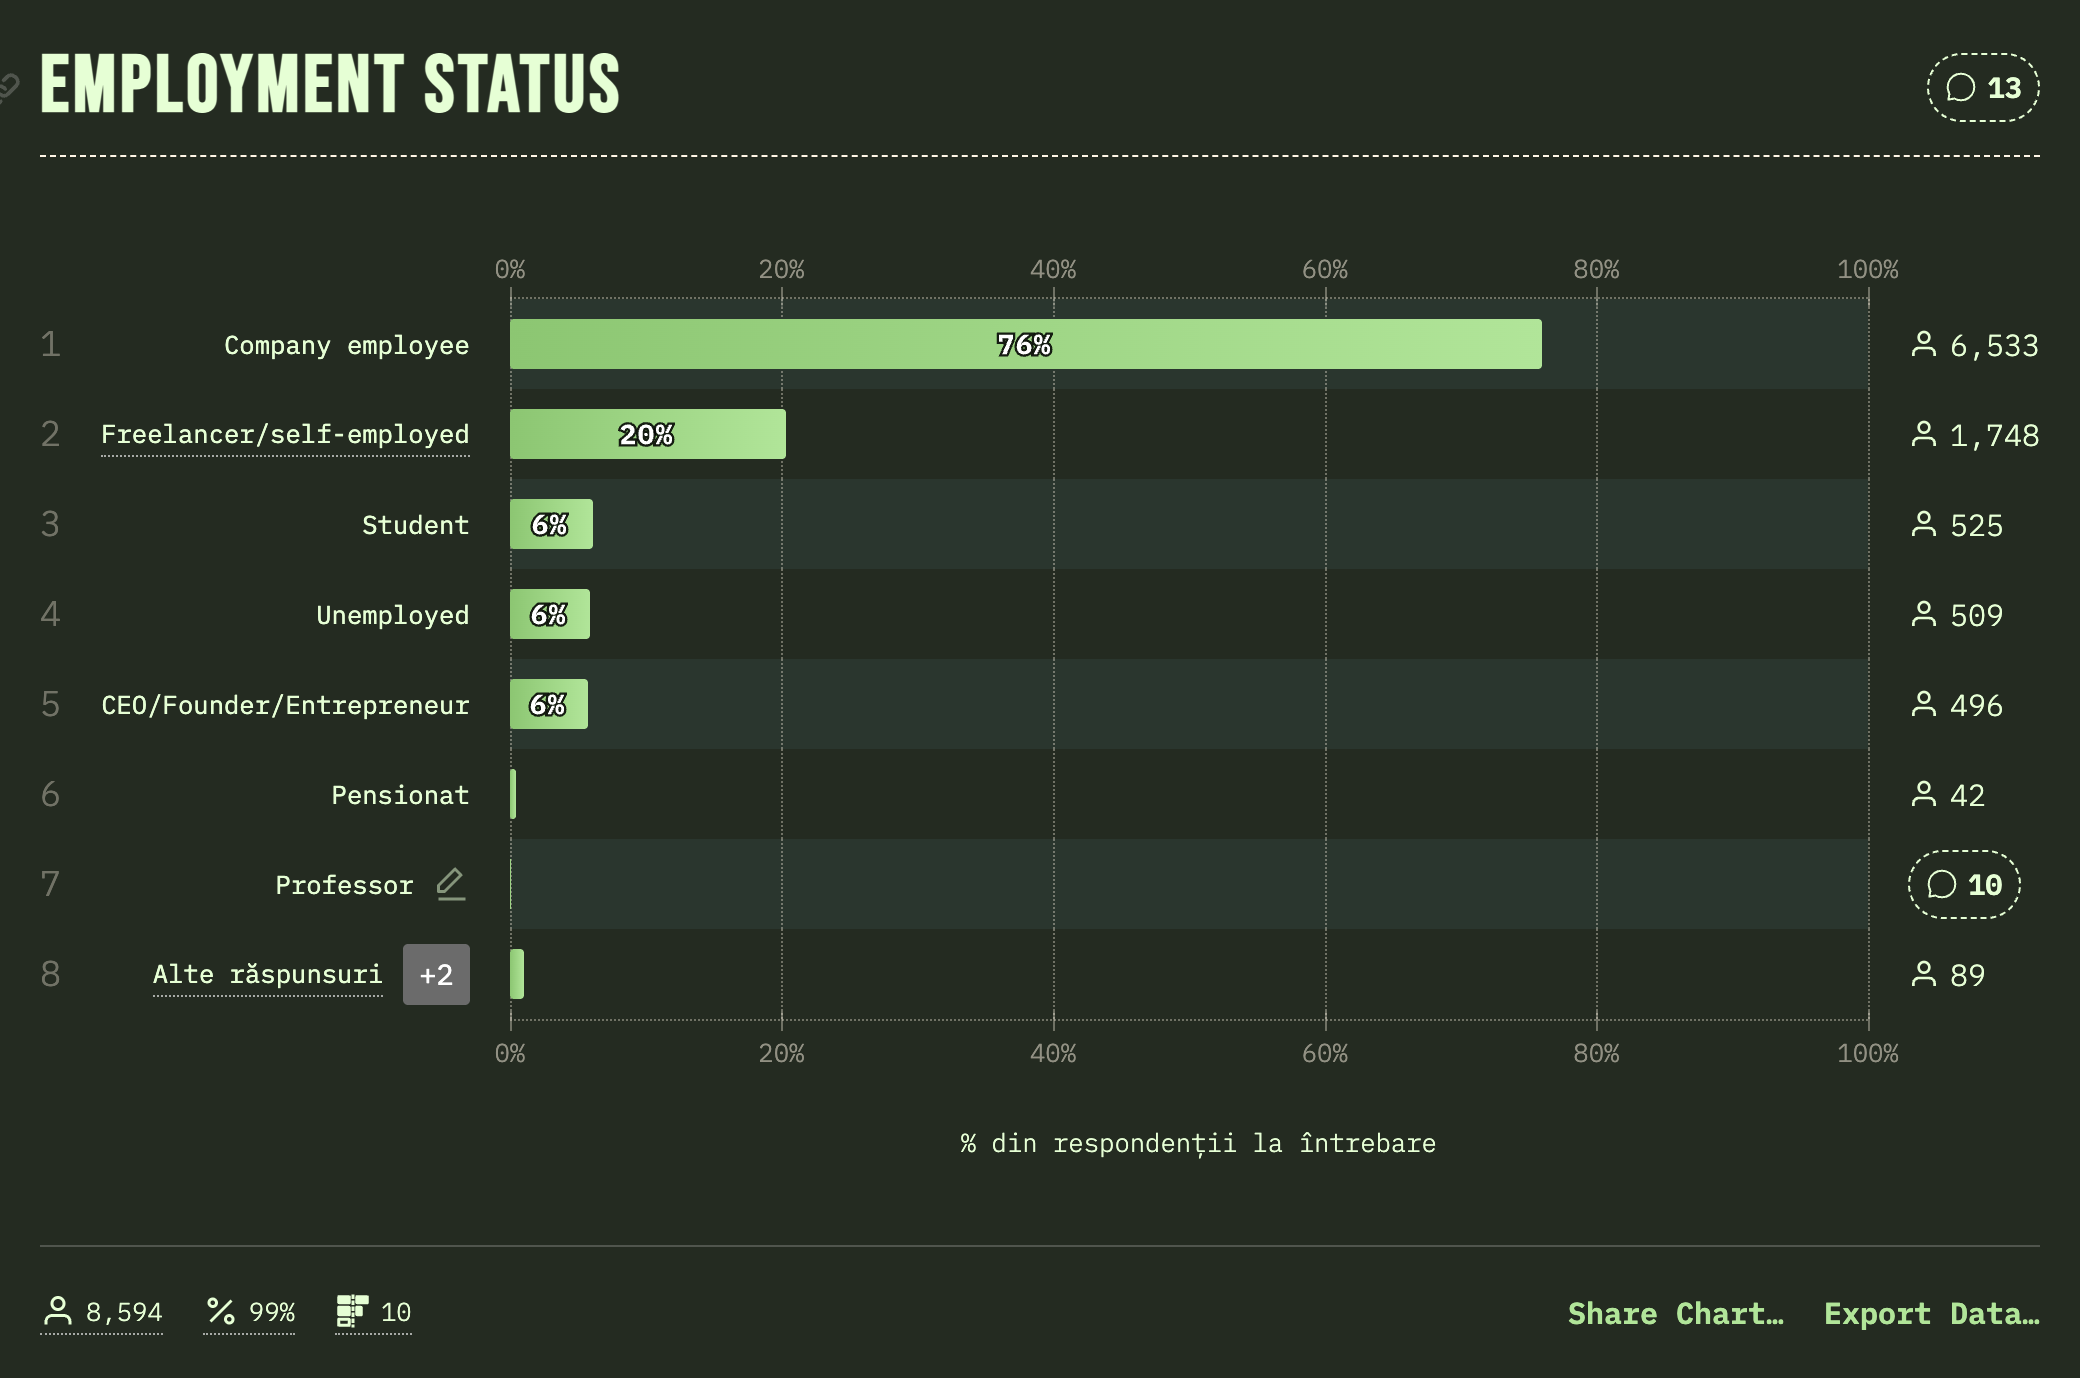 EMPLOYMENT STATUS
13
0% 20% 40% 60% 80% 100%
1 Company employee 76% 6,533
2 Freelancer/self-employed 20% 1,748
3 Student 6% 525
4 Unemployed 6% 509
5 CEO/Founder/Entrepreneur 6% 496
6 Pensionat 42
7 Professor 10
8 Alte răspunsuri +2 89
0% 20% 40% 60% 80% 100%
% din respondenții la întrebare
8,594 % 99% 10 Share Chart… Export Data…